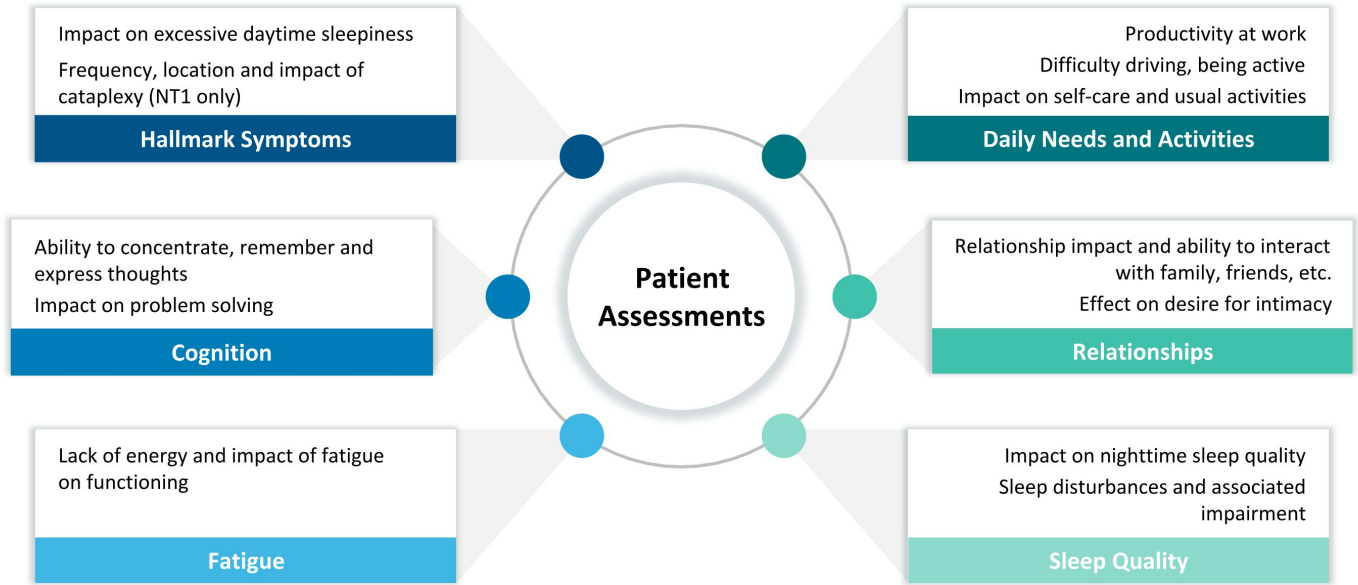 Impact on excessive daytime sleepiness
Frequency, location and impact of
cataplexy (NT1 only)
Hallmark Symptoms
Productivity at work
Difficulty driving, being active
Impact on self-care and usual activities
Daily Needs and Activities
Ability to concentrate, remember and
express thoughts
Impact on problem solving
Cognition
Patient
Assessments
Relationship impact and ability to interact
with family, friends, etc.
Effect on desire for intimacy
Relationships
Lack of energy and impact of fatigue
on functioning
Fatigue
Impact on nighttime sleep quality
Sleep disturbances and associated
impairment
Sleep Quality